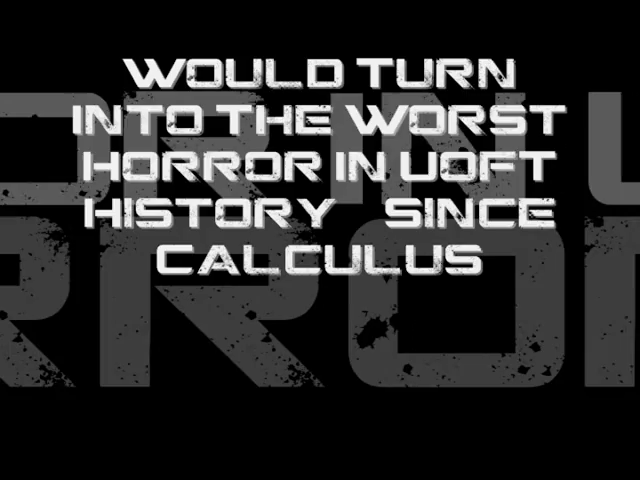 WOULD TURN
INTO THE WORST
HORROR IN UOFT
HISTORY SINCE
CALCULUS